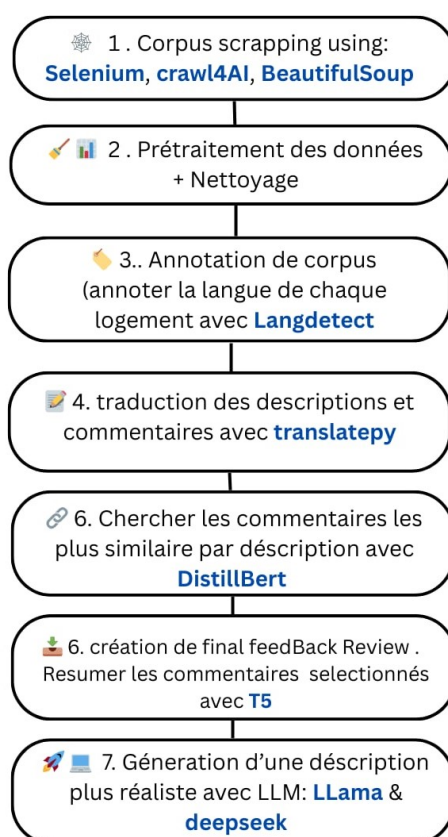 🕸️ 1 . Corpus scrapping using:
Selenium, crawl4AI, BeautifulSoup
🧹 📊 2 . Prétraitement des données
+ Nettoyage
🏷️ 3.. Annotation de corpus
(annoter la langue de chaque
logement avec Langdetect
📝 4. traduction des descriptions et
commentaires avec translatepy
🔗 6. Chercher les commentaires les
plus similaire par déscription avec
DistillBert
📥 6. création de final feedBack Review .
Resumer les commentaires selectionnés
avec T5
🚀 💻 7. Géneration d’une déscription
plus réaliste avec LLM: LLama &
deepseek